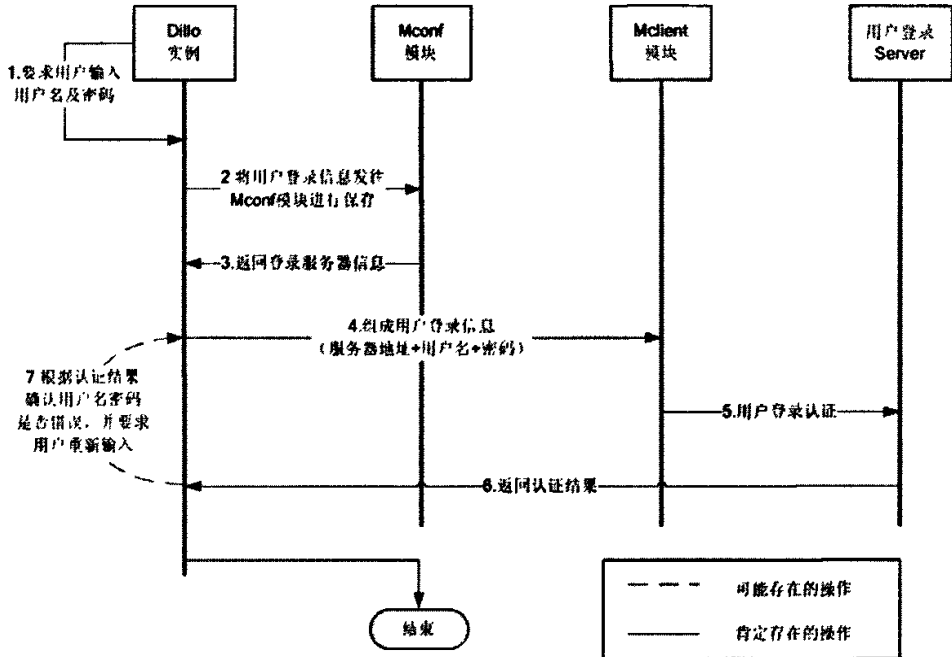 Dillo
实例
Mconf
模块
Mclient
模块
用户登录
Server
1.要求用户输入
用户名及密码
2 将用户登录信息发往
Mconf模块进行保存
3.返回登录服务器信息
4.组成用户登录信息
（服务器地址+用户名+密码）
7 根据认证结果
确认用户名密码
是否错误，并要求
用户重新输入
5.用户登录认证
6.返回认证结果
结束
可能存在的操作
肯定存在的操作